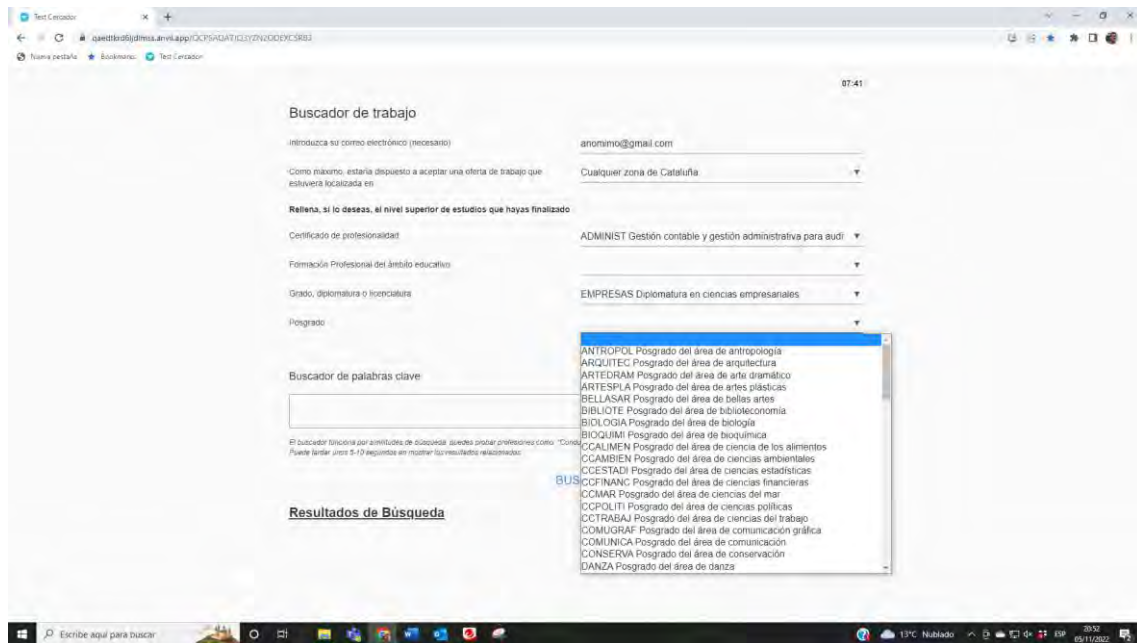 Test Cercador
Nueva pestaña
Bookmarks
Test Cercador
07:41
Buscador de trabajo
Introduzca su correo electrónico (necesario)
anomimo@gmail.com
Como máximo, estaría dispuesto a aceptar una oferta de trabajo que
estuviera localizada en
Cualquier zona de Cataluña
Rellena, si lo deseas, el nivel superior de estudios que hayas finalizado
Certificado de profesionalidad
ADMINIST Gestión contable y gestión administrativa para audi
Formación Profesional del ámbito educativo
Grado, diplomatura o licenciatura
EMPRESAS Diplomatura en ciencias empresariales
Posgrado
ANTROPOL Posgrado del área de antropología
ARQUITEC Posgrado del área de arquitectura
ARTEDRAM Posgrado del área de arte dramático
ARTESPLA Posgrado del área de artes plásticas
BELLASAR Posgrado del área de bellas artes
BIBLIOTE Posgrado del área de biblioteconomía
BIOLOGIA Posgrado del área de biología
BIOQUIMI Posgrado del área de bioquímica
CCALIMEN Posgrado del área de ciencia de los alimentos
CCAMBIEN Posgrado del área de ciencias ambientales
CCESTADI Posgrado del área de ciencias estadísticas
CCFINANC Posgrado del área de ciencias financieras
CCMAR Posgrado del área de ciencias del mar
CCPOLITI Posgrado del área de ciencias políticas
CCTRABAJ Posgrado del área de ciencias del trabajo
COMUGRAF Posgrado del área de comunicación gráfica
COMUNICA Posgrado del área de comunicación
CONSERVA Posgrado del área de conservación
DANZA Posgrado del área de danza
Buscador de palabras clave
El buscador funciona por similitudes de búsqueda, puedes probar profesiones como: "Condu
Puede tardar unos 5-10 segundos en mostrar los resultados relacionados.
BUS
Resultados de Búsqueda
Escribe aquí para buscar
13°C Nublado
ESP
20:52
05/11/2022